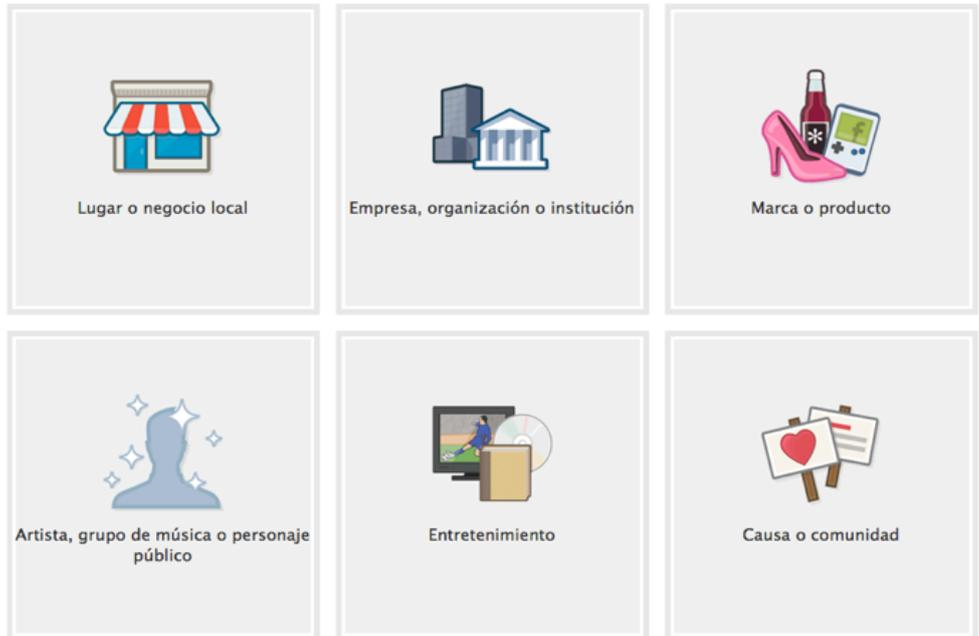 Lugar o negocio local
Empresa, organización o institución
Marca o producto
Artista, grupo de música o personaje
público
Entretenimiento
Causa o comunidad